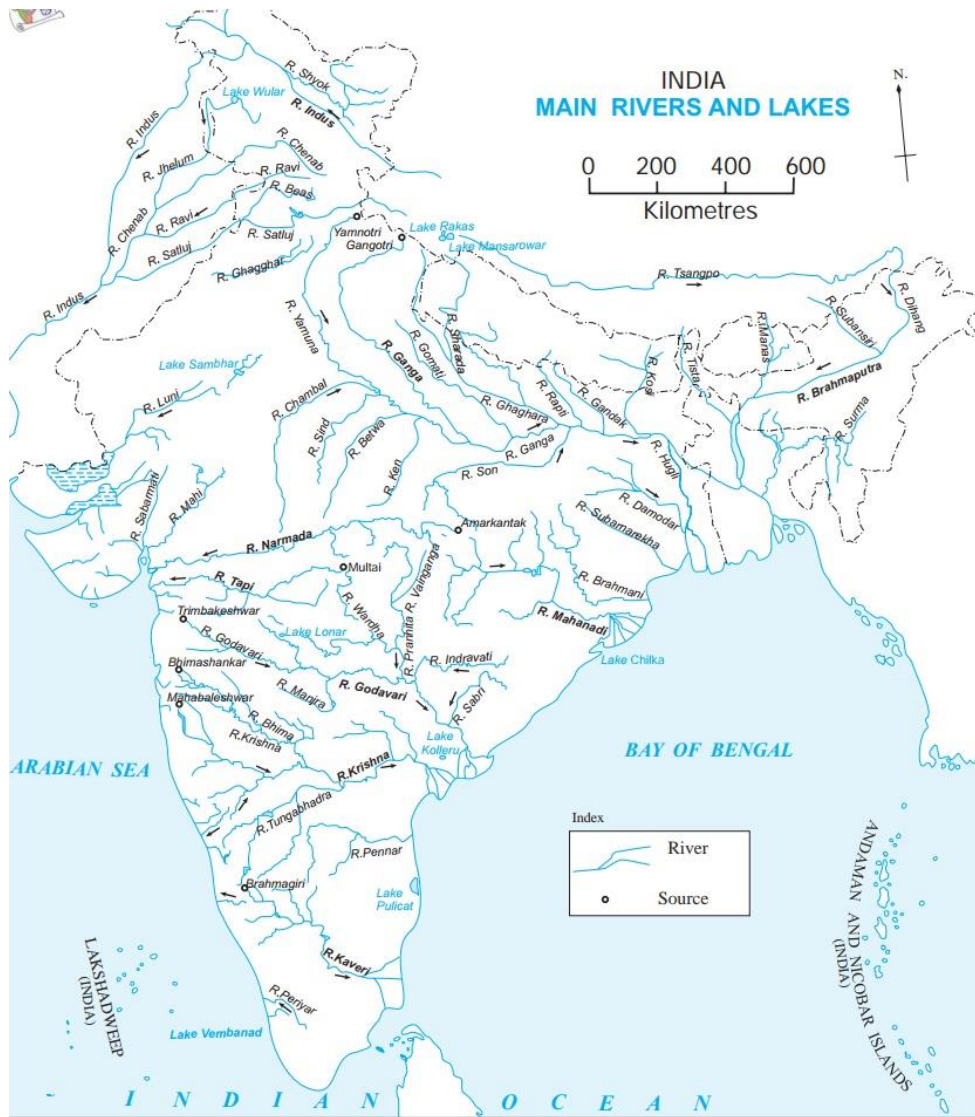 INDIA
MAIN RIVERS AND LAKES
N.
0 200 400 600
Kilometres
R. Shyok
Lake Wular
R. Indus
R. Indus
R. Jhelum
R. Chenab
R. Ravi
R. Beas
R. Chenab
R. Ravi
R. Satluj
R. Satluj
Yamnotri
Gangotri
Lake Rakas
&
Lake Mansarowar
R. Ghagghar
R. Indus
R. Tsangpo
R. Dihang
R. Subansiri
R. Manas
R. Brahmaputra
R. Yamuna
R. Ganga
R. Gomati
R. Sharada
R. Kosi
R. Tista
Lake Sambhar
R. Luni
R. Chambal
R. Ghaghara
R. Rapti
R. Gandak
R. Surma
R. Sind
R. Betwa
R. Ken
R. Ganga
R. Son
R. Hugli
R. Sabarmati
R. Mahi
R. Damodar
R. Subarnarekha
Amarkantak
R. Narmada
Multai
R. Tapi
R. Wardha
R. Vainganga
R. Pranhita
R. Brahmani
R. Mahanadi
Trimbakeshwar
R. Godavari
Lake Lonar
Lake Chilka
Bhimashankar
R. Indravati
R. Manjra
R. Godavari
R. Sabri
Mahabaleshwar
R. Bhima
R.Krishna
Lake
Kolleru
ARABIAN SEA
BAY OF BENGAL
R.Krishna
R.Tungabhadra
R.Pennar
Brahmagiri
Lake
Pulicat
Index
River
Source
R.Kaveri
R.Periyar
Lake Vembanad
LAKSHADWEEP
(INDIA)
ANDAMAN AND NICOBAR ISLANDS
(INDIA)
INDIAN OCEAN